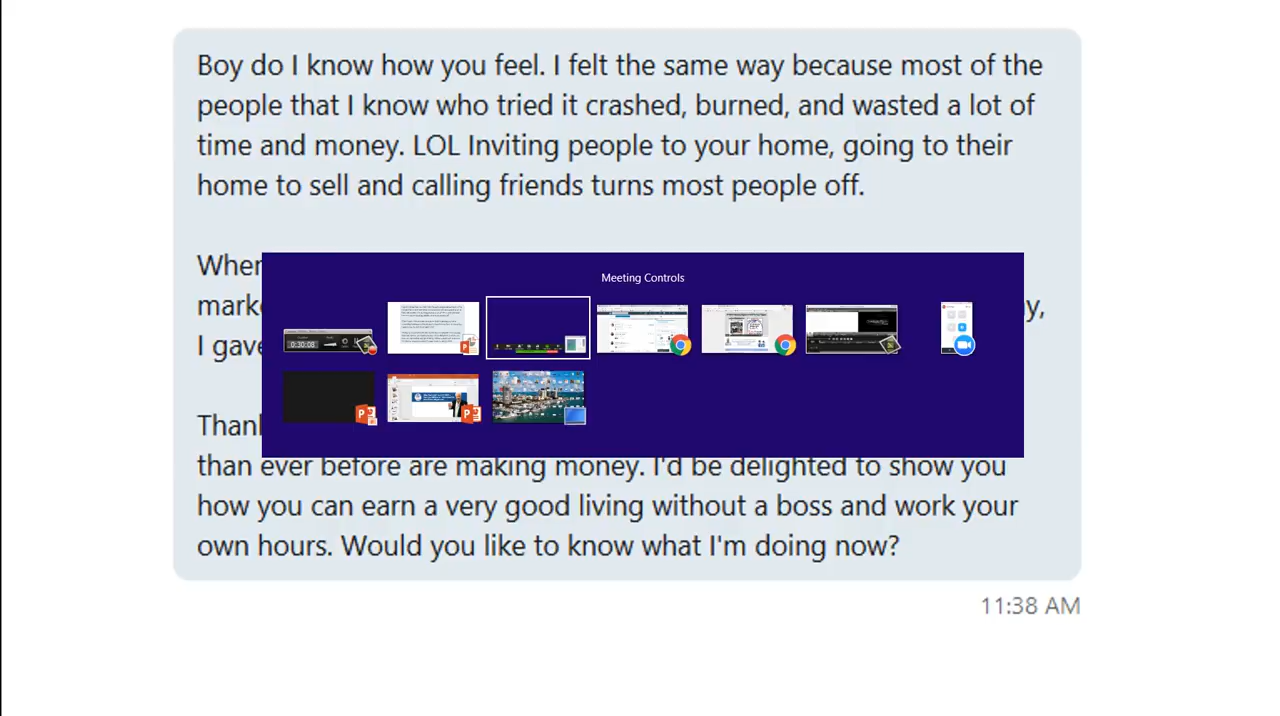 Boy do I know how you feel. I felt the same way because most of the
people that I know who tried it crashed, burned, and wasted a lot of
time and money. LOL Inviting people to your home, going to their
home to sell and calling friends turns most people off.
Meeting Controls
0:30:08
I gave
than ever before are making money. I'd be delighted to show you
how you can earn a very good living without a boss and work your
own hours. Would you like to know what I'm doing now?
11:38 AM